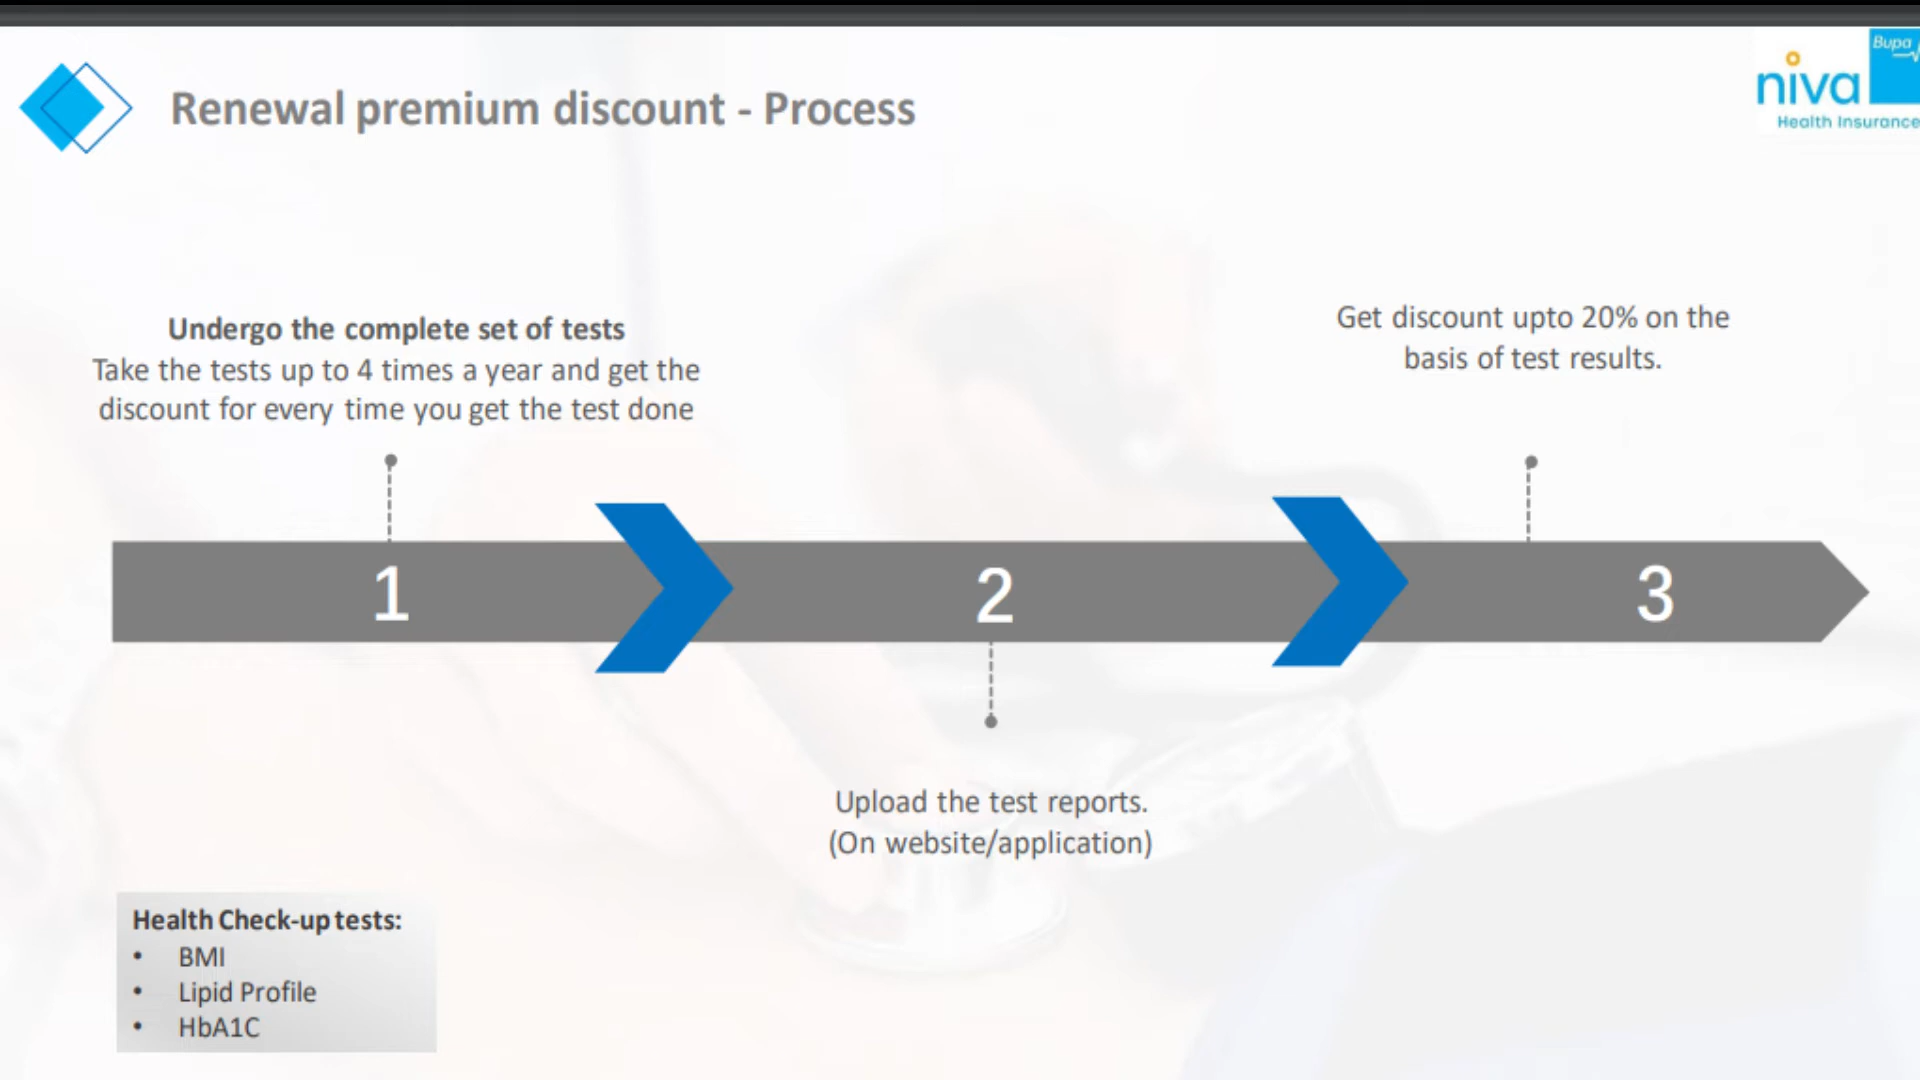 Renewal premium discount - Process
Bupa
niva
Health Insurance
Undergo the complete set of tests
Take the tests up to 4 times a year and get the
discount for every time you get the test done
Get discount upto 20% on the
basis of test results.
1
2
3
Upload the test reports.
(On website/application)
Health Check-up tests:
• BMI
• Lipid Profile
• HbA1C